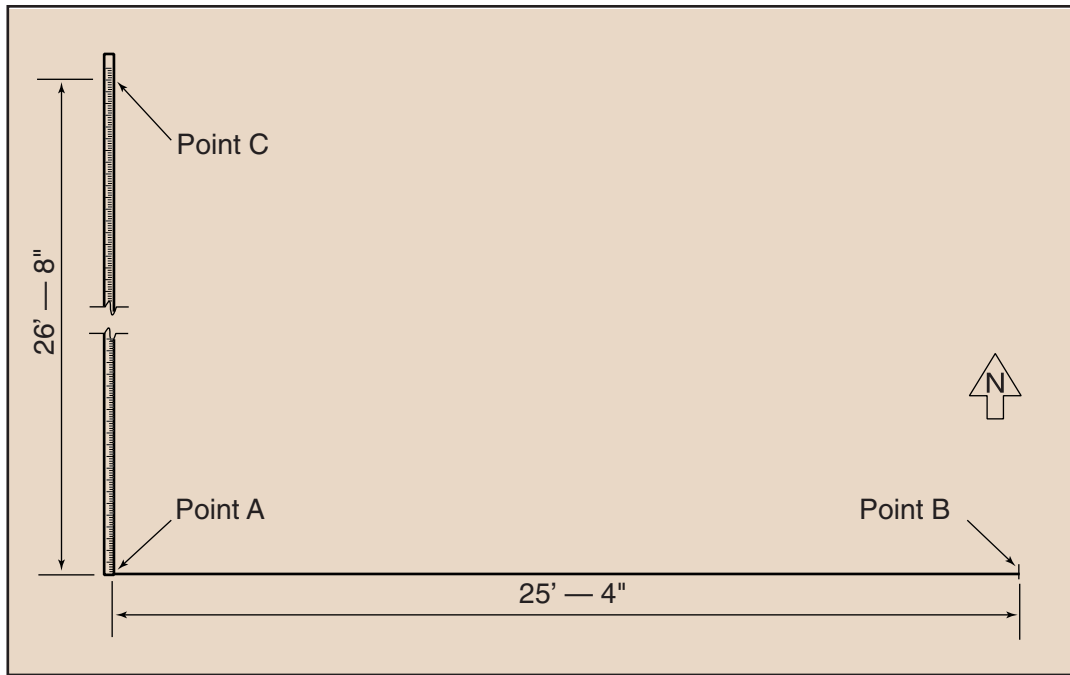 Point C
26' — 8"
N
Point A
Point B
25' — 4"